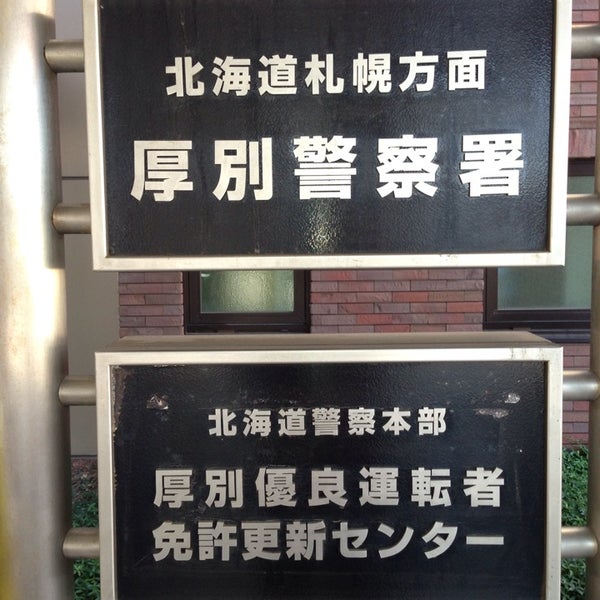 北海道札幌方面
厚別警察署
北海道警察本部
厚別優良運転者
免許更新センター